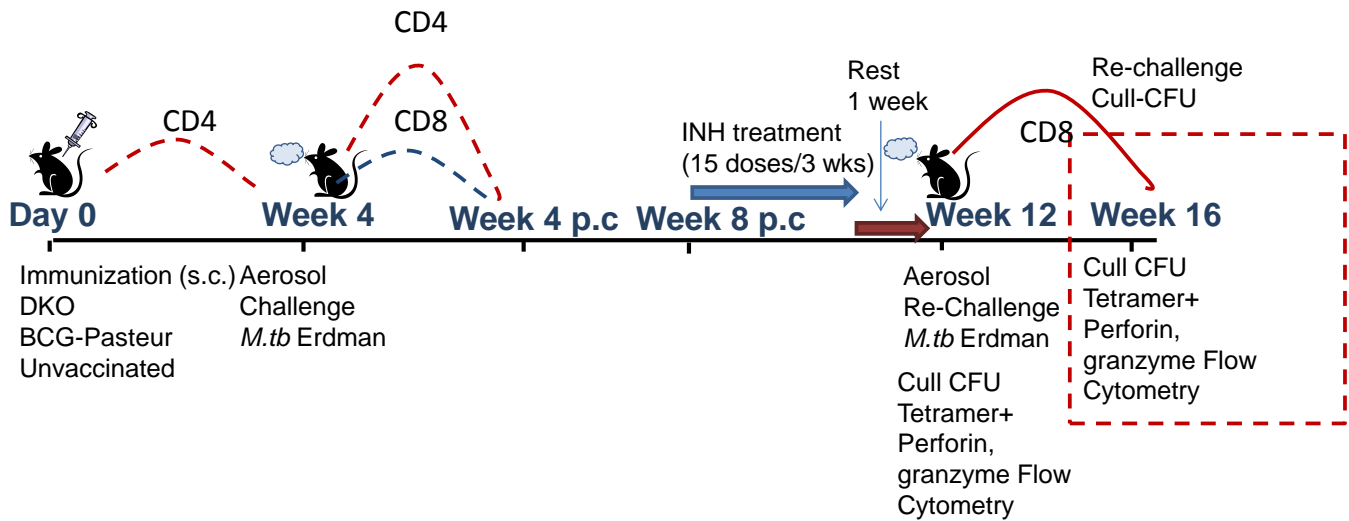 CD4
CD4
CD8
Rest
1 week
INH treatment
(15 doses/3 wks)
Re-challenge
Cull-CFU
CD8
Day 0
Week 4
Week 4 p.c
Week 8 p.c
Week 12
Week 16
Immunization (s.c.)
DKO
BCG-Pasteur
Unvaccinated
Aerosol
Challenge
M.tb Erdman
Aerosol
Re-Challenge
M.tb Erdman
Cull CFU
Tetramer+
Perforin,
granzyme Flow
Cytometry
Cull CFU
Tetramer+
Perforin,
granzyme Flow
Cytometry